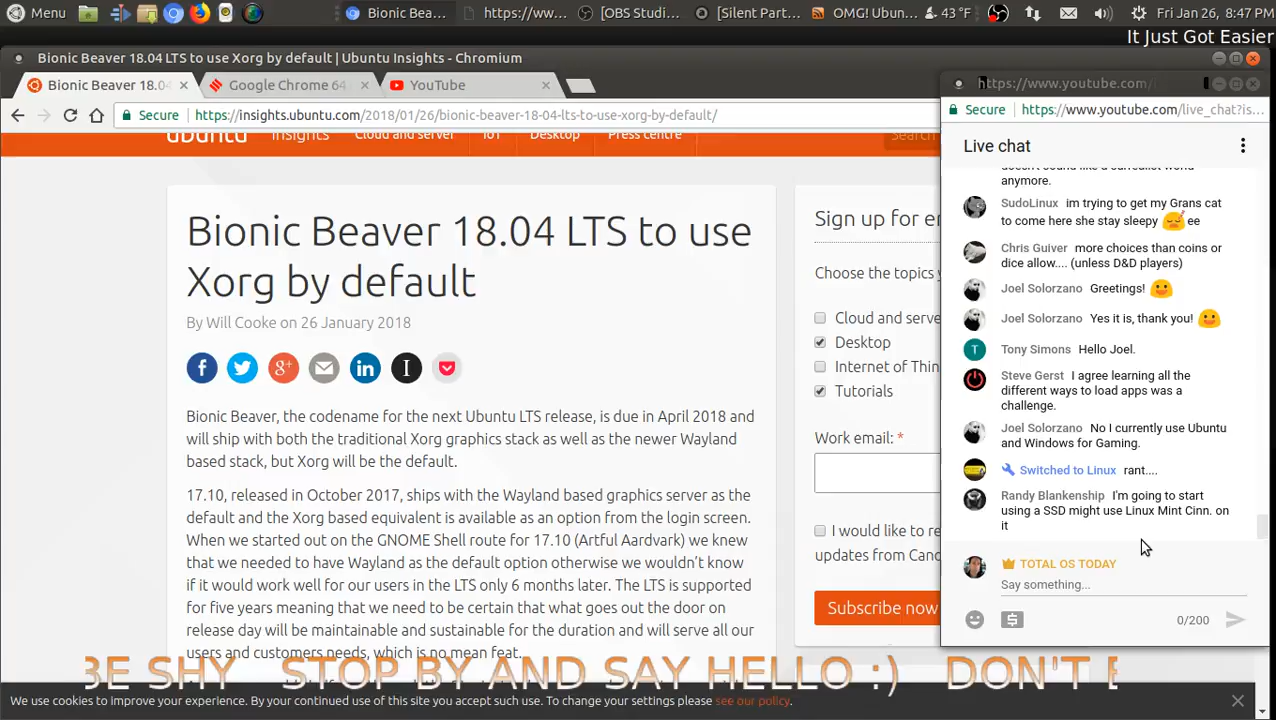 Menu
Bionic Bea...
https://ww...
[OBS Studi...
[Silent Part...
OMG! Ubun...
43 °F
Fri Jan 26, 8:47 PM
It Just Got Easier
Bionic Beaver 18.04 LTS to use Xorg by default | Ubuntu Insights - Chromium
Bionic Beaver 18.0
Google Chrome 64
YouTube
Secure
https://insights.ubuntu.com/2018/01/26/bionic-beaver-18-04-lts-to-use-xorg-by-default/
ubuntu
Insights
Cloud and server
IoT
Desktop
Press centre
Search
Bionic Beaver 18.04 LTS to use
Xorg by default
By Will Cooke on 26 January 2018
Bionic Beaver, the codename for the next Ubuntu LTS release, is due in April 2018 and
will ship with both the traditional Xorg graphics stack as well as the newer Wayland
based stack, but Xorg will be the default.
17.10, released in October 2017, ships with the Wayland based graphics server as the
default and the Xorg based equivalent is available as an option from the login screen.
When we started out on the GNOME Shell route for 17.10 (Artful Aardvark) we knew
that we needed to have Wayland as the default option otherwise we wouldn't know
if it would work well for our users in the LTS only 6 months later. The LTS is supported
for five years meaning that we need to be certain that what goes out the door on
release day will be maintainable and sustainable for the duration and will serve all our
users and customers needs, which is no mean feat.
Sign up for e
Choose the topics
Cloud and serve
Desktop
Internet of Thin
Tutorials
Work email: *
I would like to re
updates from Cano
Subscribe now
https://www.youtube.com/
Secure
https://www.youtube.com/live_chat?is...
Live chat
doesn't sound like a surrealist world
anymore.
SudoLinux im trying to get my Grans cat
to come here she stay sleepy ee
Chris Guiver more choices than coins or
dice allow.... (unless D&D players)
Joel Solorzano Greetings!
Joel Solorzano Yes it is, thank you!
T
Tony Simons Hello Joel.
Steve Gerst I agree learning all the
different ways to load apps was a
challenge.
Joel Solorzano No I currently use Ubuntu
and Windows for Gaming.
Switched to Linux rant....
Randy Blankenship I'm going to start
using a SSD might use Linux Mint Cinn. on
it
TOTAL OS TODAY
Say something...
0/200
BE SHY STOP BY AND SAY HELLO :) DON'T
We use cookies to improve your experience. By your continued use of this site you accept such use. To change your settings please see our policy.